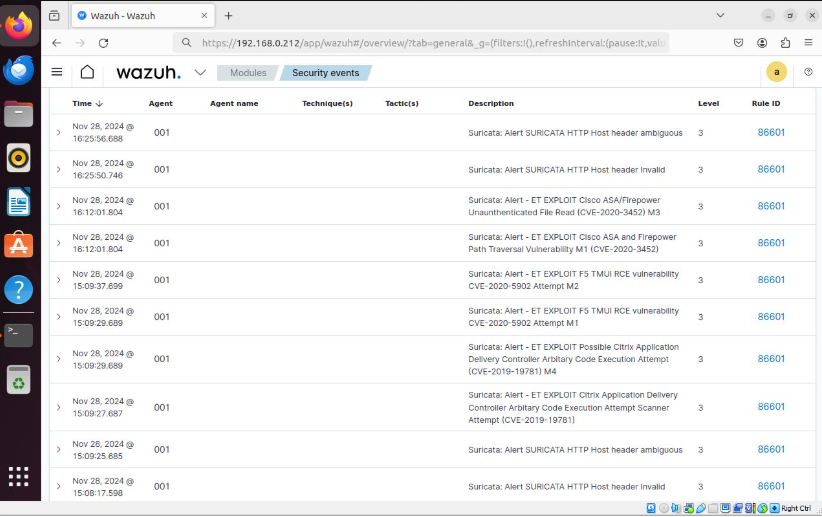 Wazuh - Wazuh
https://192.168.0.212/app/wazuh#/overview/?tab=general&_g=(filters:!(),refreshInterval:(pause:!t,valu
wazuh.
Modules
Security events
a
Time
Agent
Agent name
Technique(s)
Tactic(s)
Description
Level
Rule ID
Nov 28, 2024 @
16:25:56.688
001
Suricata: Alert SURICATA HTTP Host header ambiguous
3
86601
Nov 28, 2024 @
16:25:50.746
001
Suricata: Alert SURICATA HTTP Host header Invalid
3
86601
Nov 28, 2024 @
16:12:01.804
001
Suricata: Alert - ET EXPLOIT Cisco ASA/Firepower
Unaunthenticated File Read (CVE-2020-3452) M3
3
86601
Nov 28, 2024 @
16:12:01.804
001
Suricata: Alert - ET EXPLOIT Cisco ASA and Firepower
Path Traversal Vulnerability M1 (CVE-2020-3452)
3
86601
Nov 28, 2024 @
15:09:37.699
001
Suricata: Alert - ET EXPLOIT F5 TMUI RCE vulnerability
CVE-2020-5902 Attempt M2
3
86601
Nov 28, 2024 @
15:09:29.689
001
Suricata: Alert - ET EXPLOIT F5 TMUI RCE vulnerability
CVE-2020-5902 Attempt M1
3
86601
Nov 28, 2024 @
15:09:29.689
001
Suricata: Alert - ET EXPLOIT Possible Citrix Application
Delivery Controller Arbitary Code Execution Attempt
(CVE-2019-19781) M4
3
86601
Nov 28, 2024 @
15:09:27.687
001
Suricata: Alert - ET EXPLOIT Citrix Application Delivery
Controller Arbitary Code Execution Attempt Scanner
Attempt (CVE-2019-19781)
3
86601
Nov 28, 2024 @
15:09:25.685
001
Suricata: Alert SURICATA HTTP Host header ambiguous
3
86601
Nov 28, 2024 @
15:08:17.598
001
Suricata: Alert SURICATA HTTP Host header Invalid
3
86601
Right Ctrl